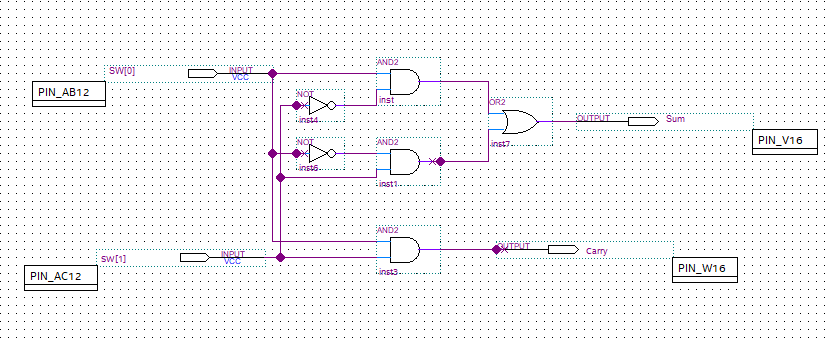 AND2
SW[0]
INPUT
VCC
PIN_AB12
NOT
inst
OR2
inst4
OUTPUT
Sum
PIN_V16
NOT
AND2
inst7
inst6
inst1
AND2
SW[1]
INPUT
VCC
OUTPUT
Carry
PIN_AC12
inst3
PIN_W16